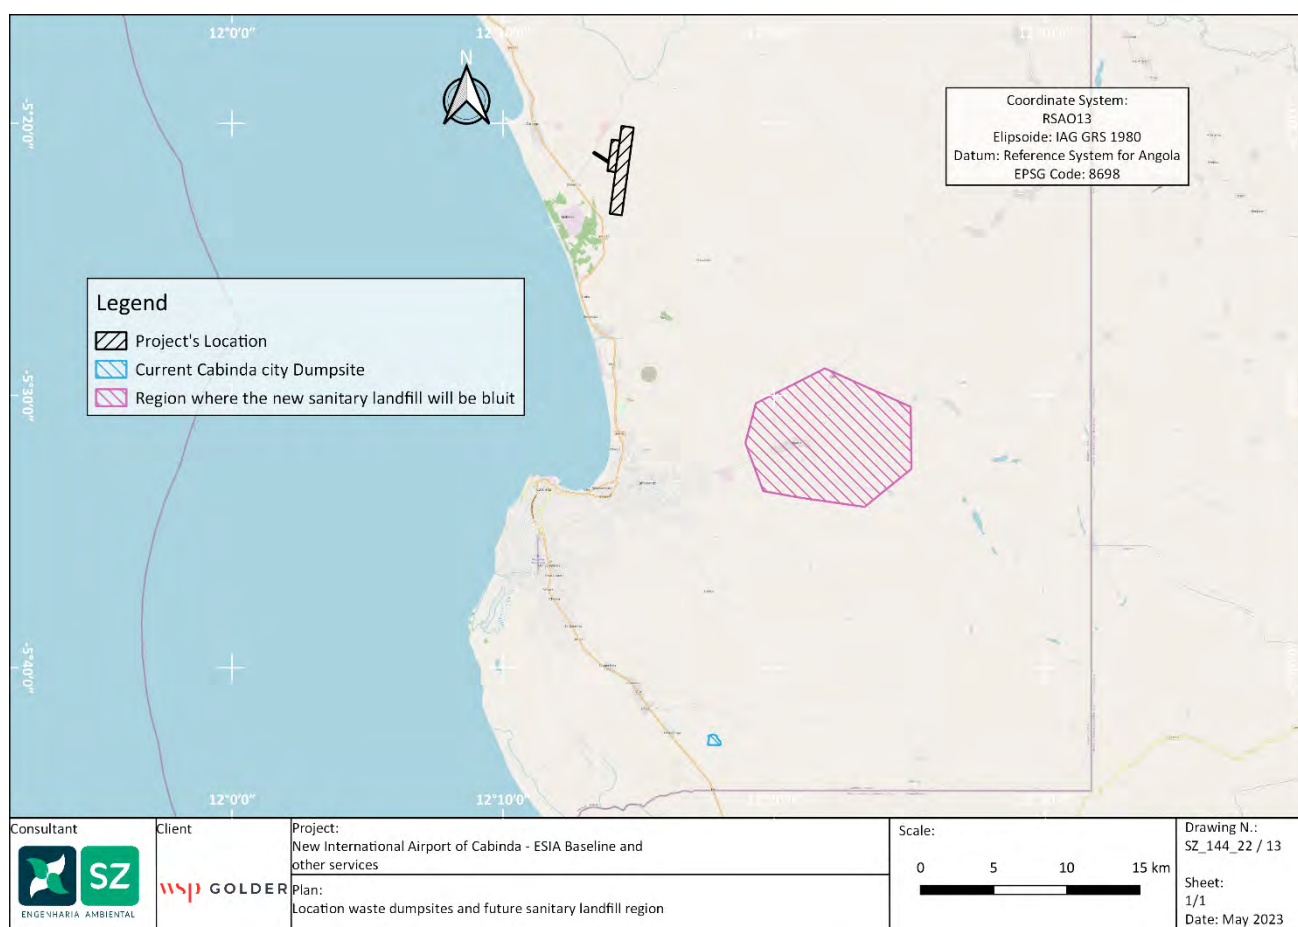 12°0'0"
12°10'0"
N
-5°20'0"
Coordinate System:
RSAO13
Elipsoide: IAG GRS 1980
Datum: Reference System for Angola
EPSG Code: 8698
Legend
Project's Location
Current Cabinda city Dumpsite
Region where the new sanitary landfill will be bluit
-5°30'0"
-5°40'0"
12°0'0"
12°10'0"
Consultant
SZ
ENGENHARIA AMBIENTAL
Client
wsp GOLDER
Project:
New International Airport of Cabinda - ESIA Baseline and
other services
Plan:
Location waste dumpsites and future sanitary landfill region
Scale:
0 5 10 15 km
Drawing N.:
SZ_144_22 / 13
Sheet:
1/1
Date: May 2023